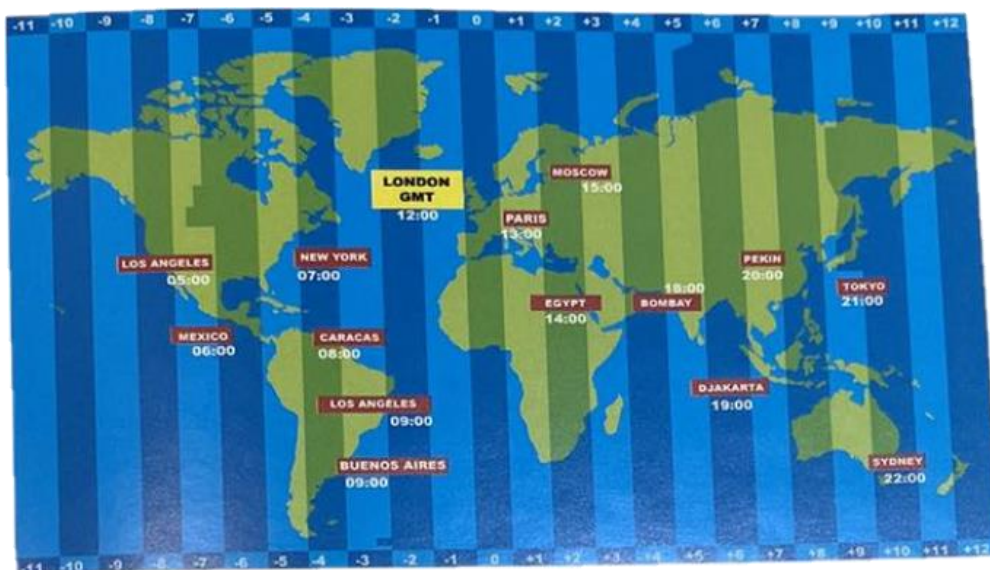 -11 -10 -9 -8 -7 -6 -5 -4 -3 -2 -1 0 +1 +2 +3 +4 +5 +6 +7 +8 +9 +10 +11 +12
MOSCOW
15:00
LONDON
GMT
12:00
PARIS
13:00
LOS ANGELES
05:00
NEW YORK
07:00
PEKIN
20:00
EGYPT
14:00
18:00
BOMBAY
TOKYO
21:00
MEXICO
06:00
CARACAS
08:00
DJAKARTA
19:00
LOS ANGELES
09:00
BUENOS AIRES
09:00
SYDNEY
22:00
-11 -10 -9 -8 -7 -6 -5 -4 -3 -2 -1 0 +1 +2 +3 +4 +5 +6 +7 +8 +9 +10 +11 +12